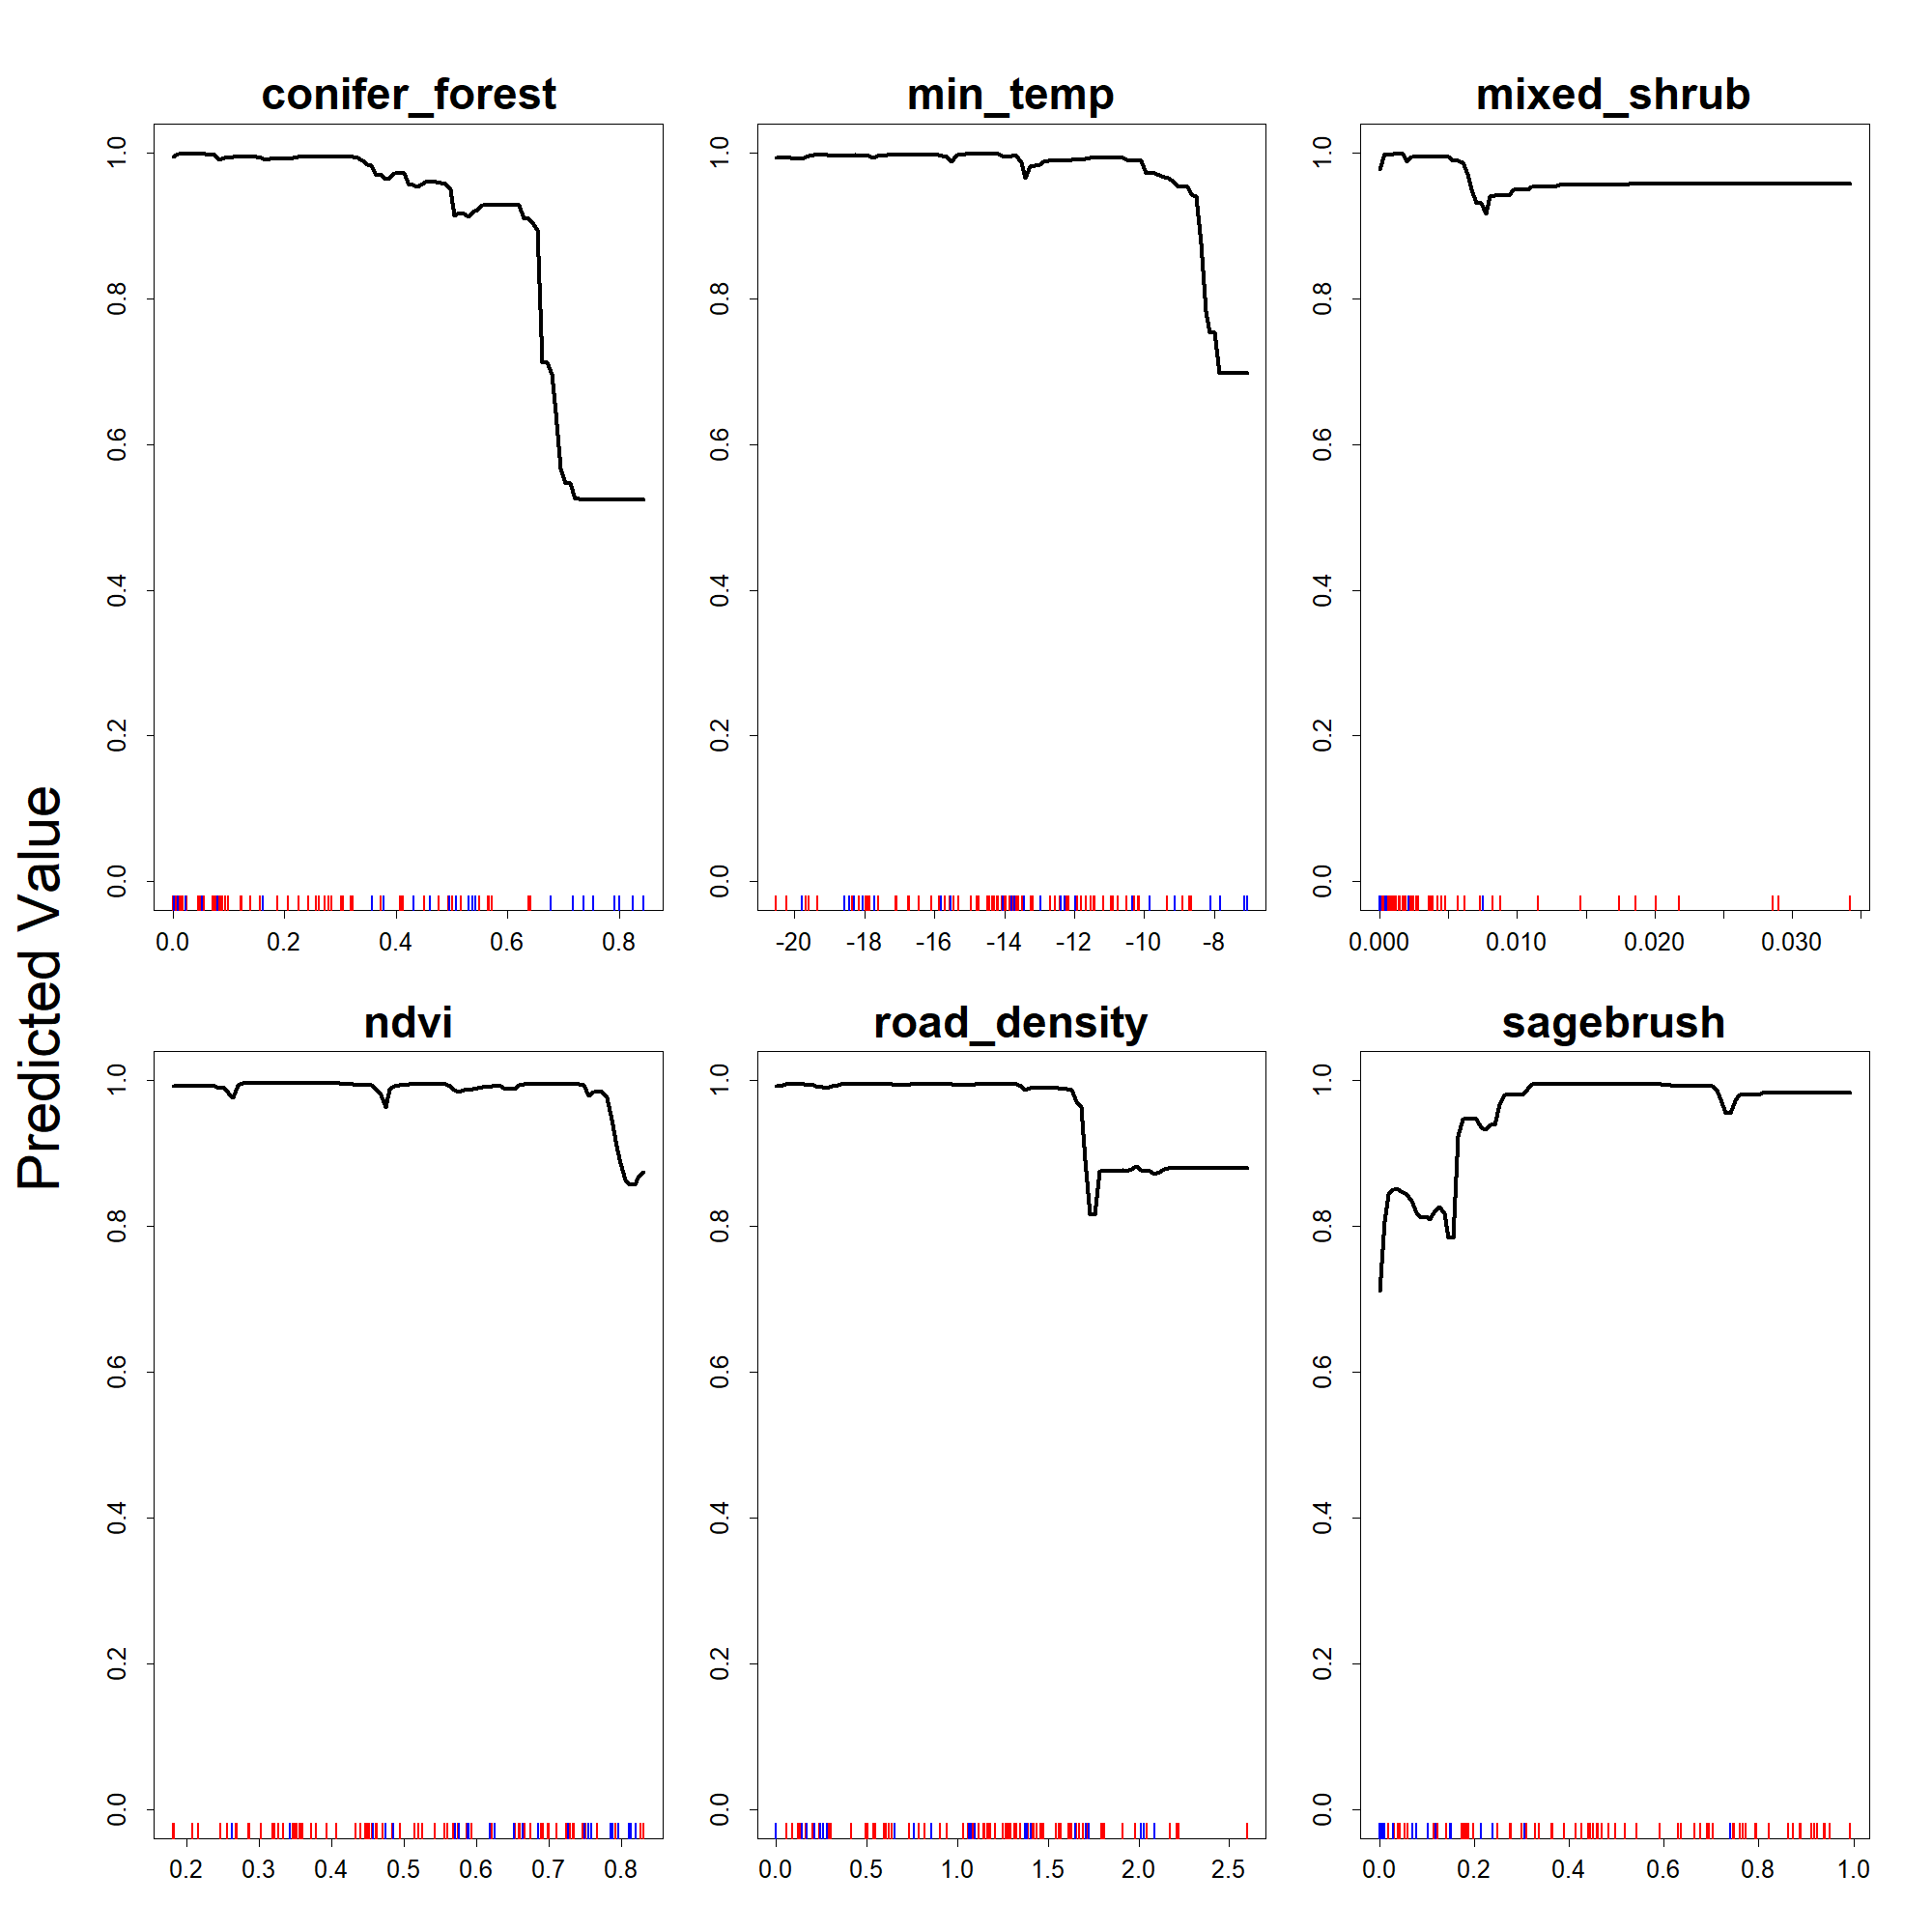 conifer_forest
min_temp
mixed_shrub
0.0 0.2 0.4 0.6 0.8 1.0
0.0 0.2 0.4 0.6 0.8 1.0
0.0 0.2 0.4 0.6 0.8 1.0
0.0 0.2 0.4 0.6 0.8
-20 -18 -16 -14 -12 -10 -8
0.000 0.010 0.020 0.030
Predicted Value
ndvi
road_density
sagebrush
0.0 0.2 0.4 0.6 0.8 1.0
0.0 0.2 0.4 0.6 0.8 1.0
0.0 0.2 0.4 0.6 0.8 1.0
0.2 0.3 0.4 0.5 0.6 0.7 0.8
0.0 0.5 1.0 1.5 2.0 2.5
0.0 0.2 0.4 0.6 0.8 1.0